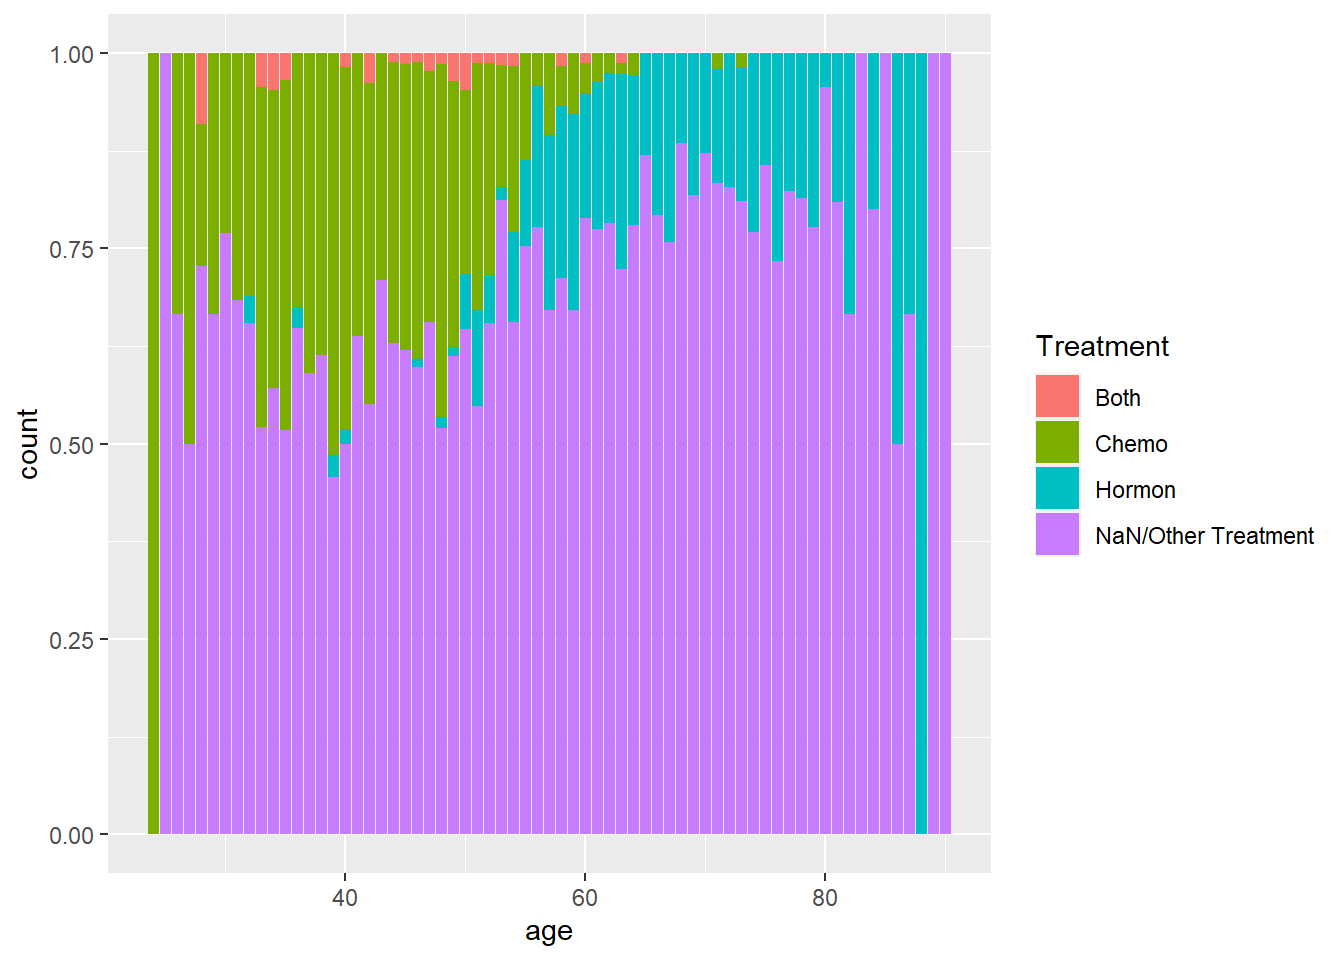 1.00
0.75
0.50
0.25
0.00
count
40
60
80
age
Treatment
Both
Chemo
Hormon
NaN/Other Treatment